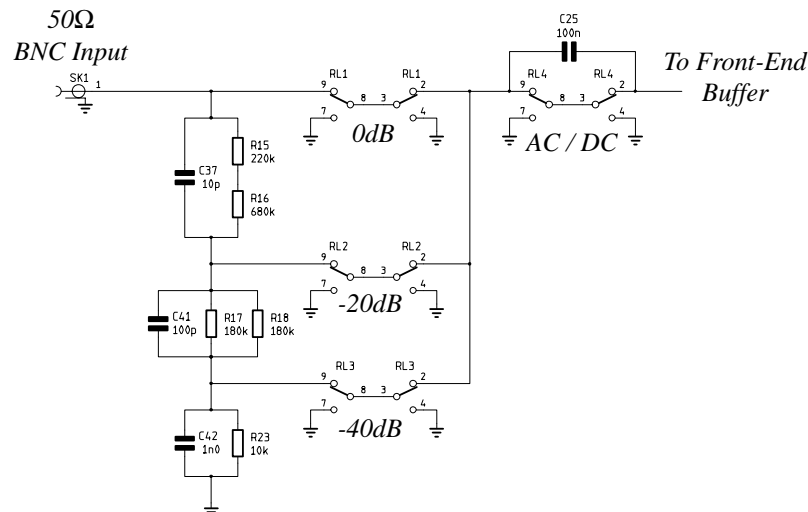 50Ω
BNC Input
SK1
1
C25
100n
To Front-End
Buffer
RL1
RL1
9
8
3
2
7
4
0dB
RL4
RL4
9
8
3
2
7
4
AC / DC
C37
10p
R15
220k
R16
680k
RL2
RL2
9
8
3
2
7
4
-20dB
C41
100p
R17
180k
R18
180k
RL3
RL3
9
8
3
2
7
4
-40dB
C42
1n0
R23
10k